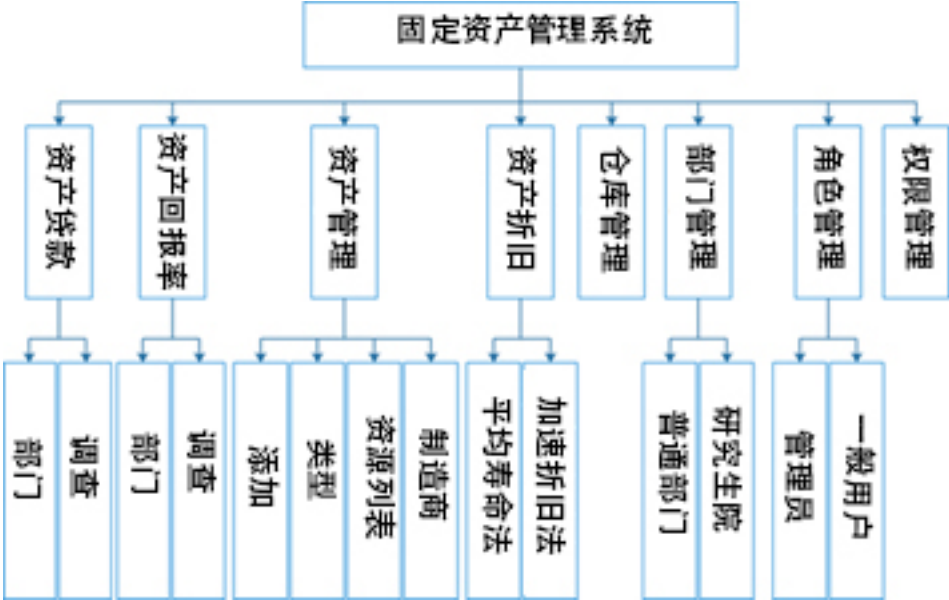 固定资产管理系统
资产贷款
资产回报率
资产管理
资产折旧
仓库管理
部门管理
角色管理
权限管理
部门
调查
部门
调查
添加
类型
资源列表
制造商
平均寿命法
加速折旧法
普通部门
研究生院
管理员
一般用户